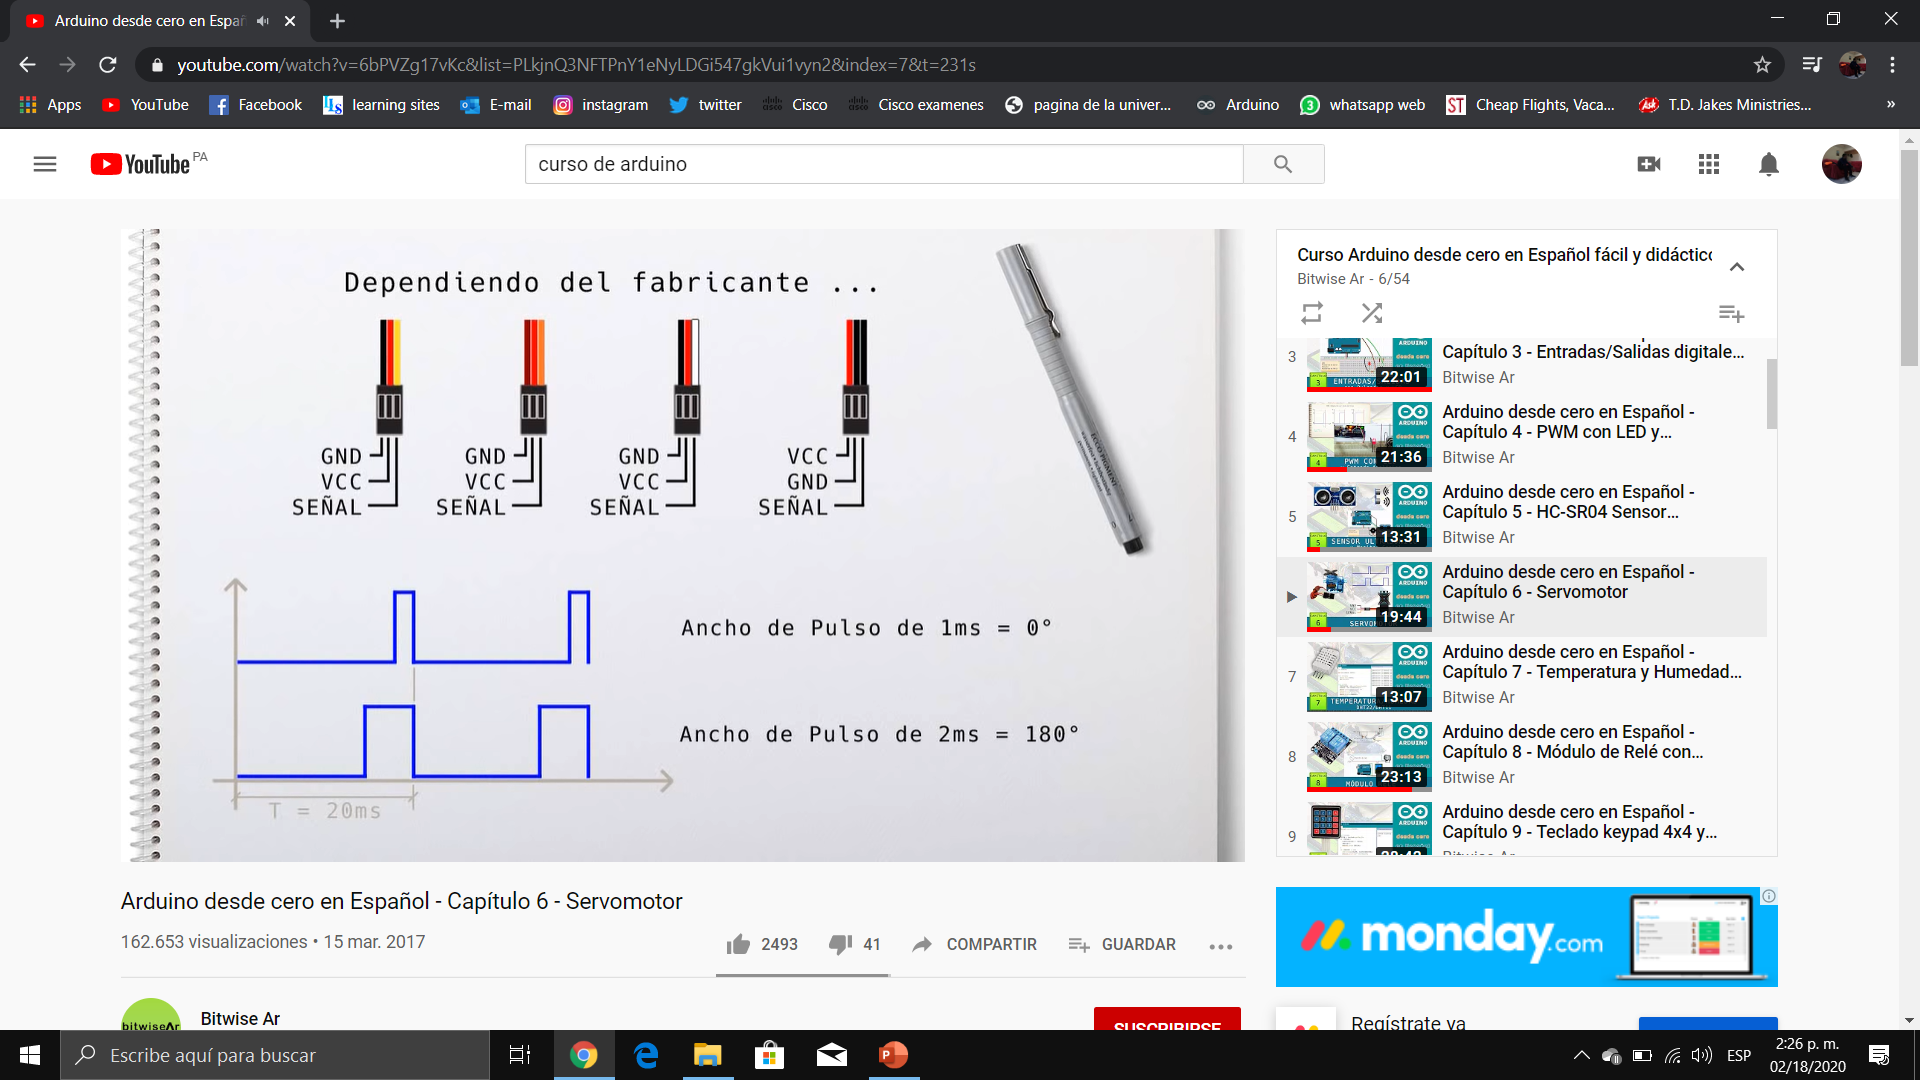 Arduino desde cero en Españ
youtube.com/watch?v=6bPVZg17vKc&list=PLkjnQ3NFTPnY1eNyLDGi547gkVui1vyn2&index=7&t=231s
Apps YouTube Facebook learning sites E-mail instagram twitter Cisco Cisco examenes pagina de la univer... Arduino whatsapp web Cheap Flights, Vaca... T.D. Jakes Ministries... »
YouTube PA
curso de arduino
Dependiendo del fabricante ...
GND GND GND VCC
VCC VCC VCC GND
SEÑAL SEÑAL SEÑAL SEÑAL
Ancho de Pulso de 1ms = 0°
Ancho de Pulso de 2ms = 180°
T = 20ms
Curso Arduino desde cero en Español fácil y didáctico
Bitwise Ar - 6/54
3
22:01
Capítulo 3 - Entradas/Salidas digitale...
Bitwise Ar
4
21:36
Arduino desde cero en Español -
Capítulo 4 - PWM con LED y...
Bitwise Ar
5
13:31
Arduino desde cero en Español -
Capítulo 5 - HC-SR04 Sensor...
Bitwise Ar
19:44
Arduino desde cero en Español -
Capítulo 6 - Servomotor
Bitwise Ar
7
13:07
Arduino desde cero en Español -
Capítulo 7 - Temperatura y Humedad...
Bitwise Ar
8
23:13
Arduino desde cero en Español -
Capítulo 8 - Módulo de Relé con...
Bitwise Ar
9
Arduino desde cero en Español -
Capítulo 9 - Teclado keypad 4x4 y...
Arduino desde cero en Español - Capítulo 6 - Servomotor
162.653 visualizaciones • 15 mar. 2017
2493 41 COMPARTIR GUARDAR
monday.com
bitwiseAr
Bitwise Ar
SUSCRIBIRSE
Regístrate ya
Escribe aquí para buscar
ESP
2:26 p. m.
02/18/2020